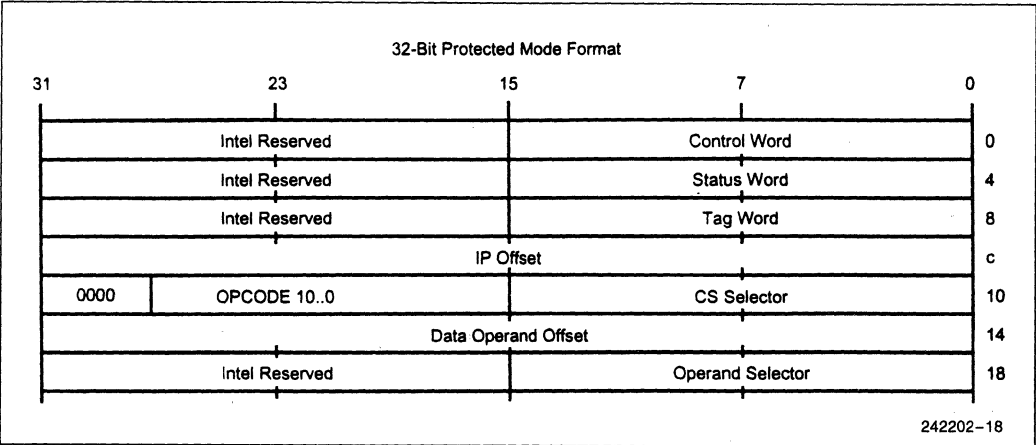 32-Bit Protected Mode Format
31 23 15 7 0
Intel Reserved Control Word 0
Intel Reserved Status Word 4
Intel Reserved Tag Word 8
IP Offset c
0000 OPCODE 10..0 CS Selector 10
Data Operand Offset 14
Intel Reserved Operand Selector 18
242202-18